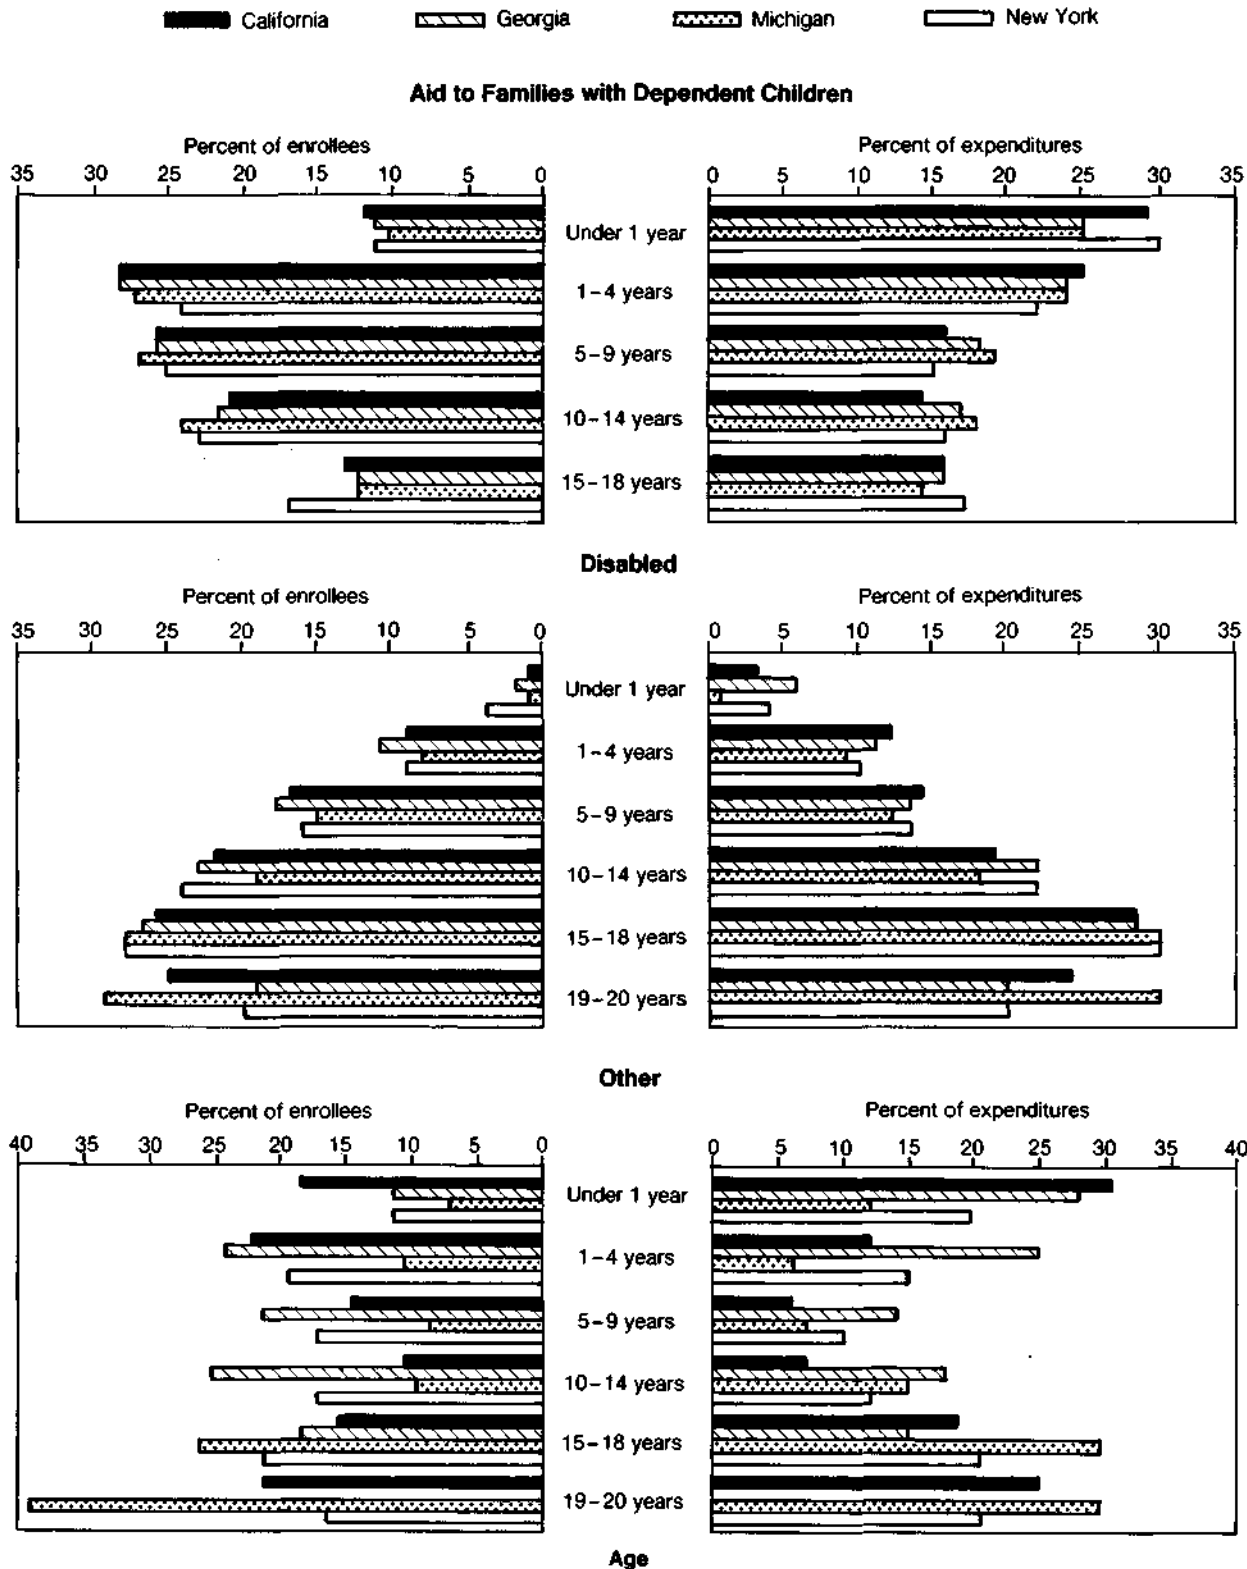 California Georgia Michigan New York
Aid to Families with Dependent Children
Percent of enrollees Percent of expenditures
35 30 25 20 15 10 5 0 0 5 10 15 20 25 30 35
Under 1 year
1–4 years
5–9 years
10–14 years
15–18 years
Disabled
Percent of enrollees Percent of expenditures
35 30 25 20 15 10 5 0 0 5 10 15 20 25 30 35
Under 1 year
1–4 years
5–9 years
10–14 years
15–18 years
19–20 years
Other
Percent of enrollees Percent of expenditures
40 35 30 25 20 15 10 5 0 0 5 10 15 20 25 30 35 40
Under 1 year
1–4 years
5–9 years
10–14 years
15–18 years
19–20 years
Age